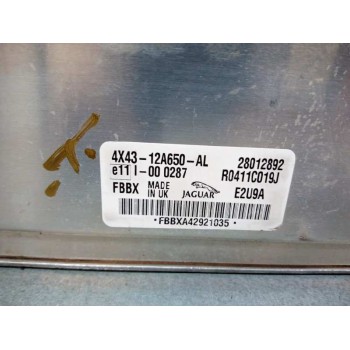 4X43-12A650-AL 28012892
e11 I-00 0287 R0411C019J
FBBX MADE IN UK JAGUAR E2U9A
*FBBXA42921035*